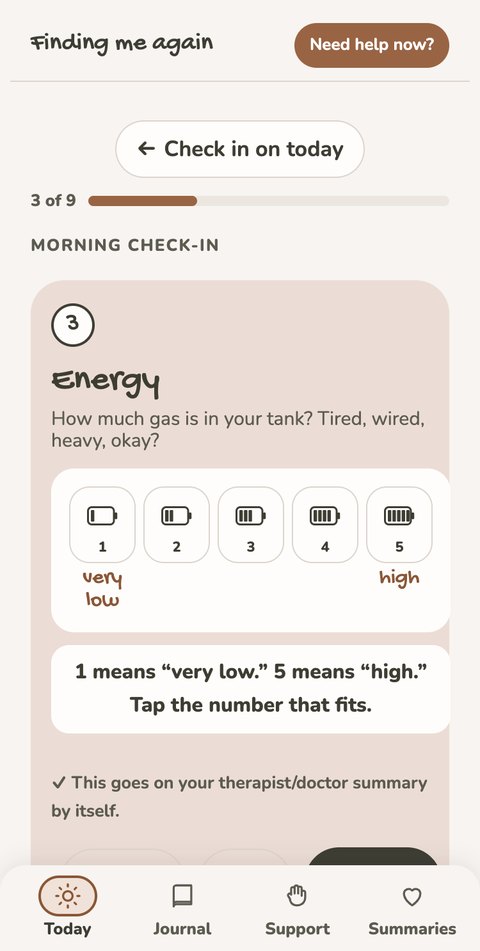 Finding me again
Need help now?
← Check in on today
3 of 9
MORNING CHECK-IN
3
Energy
How much gas is in your tank? Tired, wired,
heavy, okay?
1 2 3 4 5
very
low
high
1 means “very low.” 5 means “high.”
Tap the number that fits.
✓ This goes on your therapist/doctor summary
by itself.
Today Journal Support Summaries